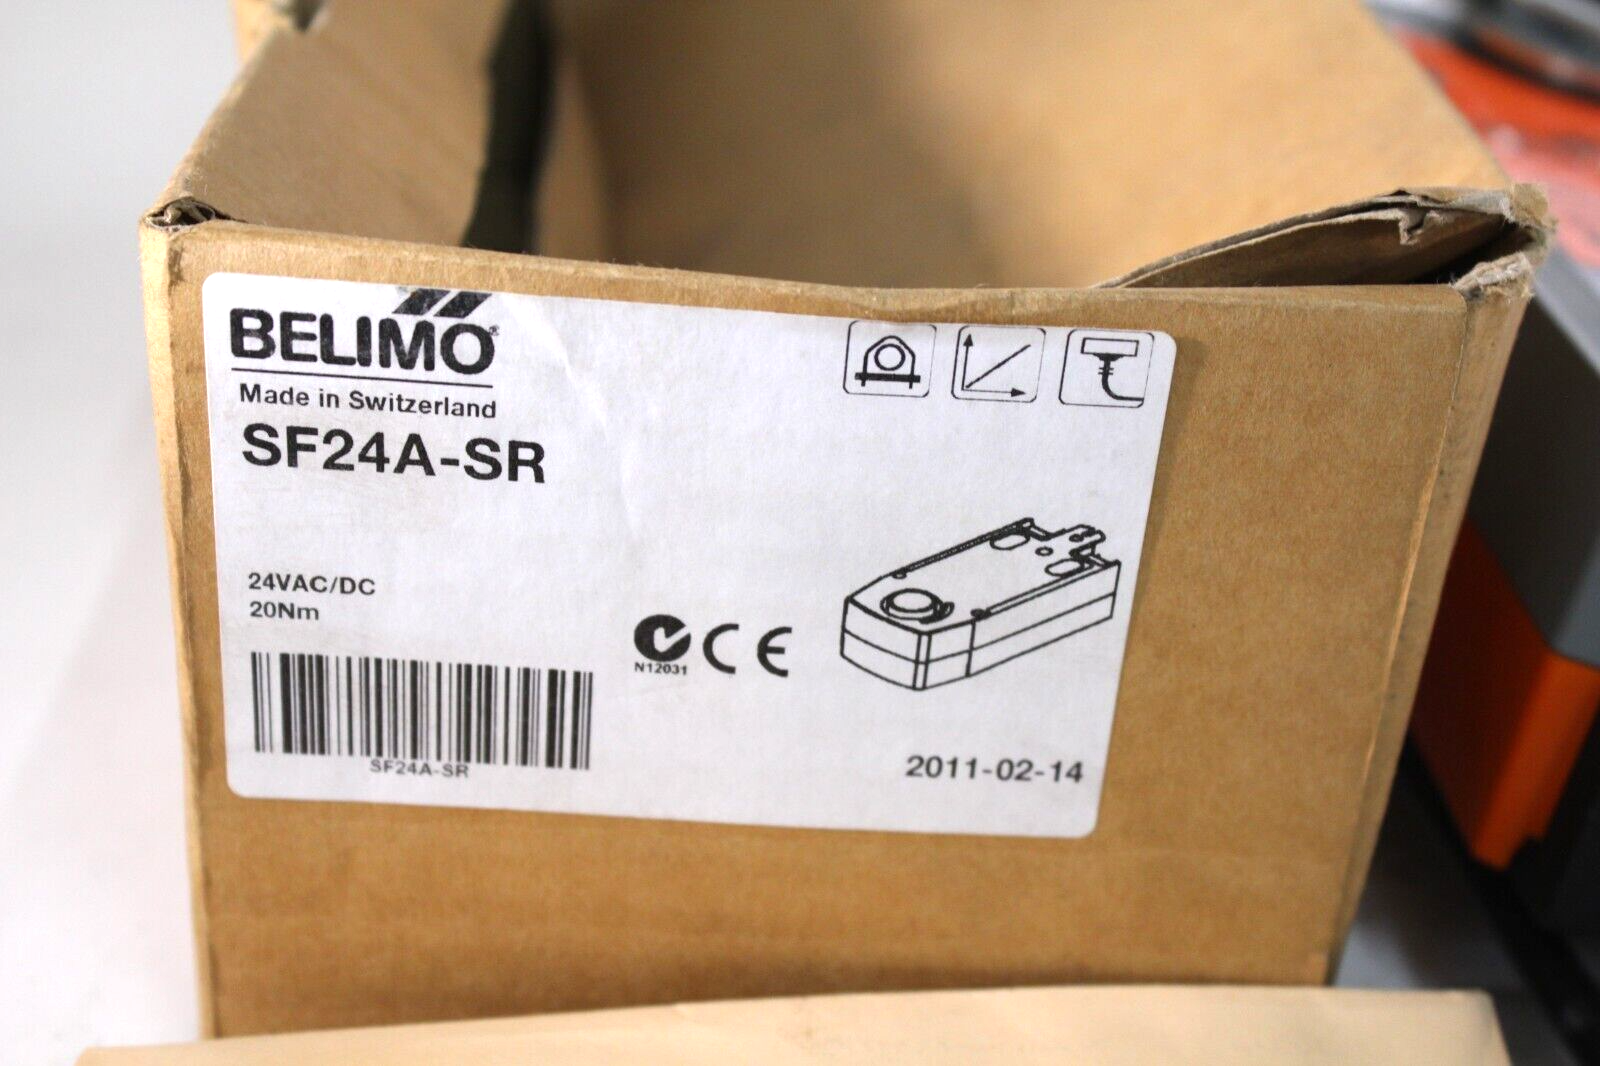 BELIMO®
Made in Switzerland
SF24A-SR
24VAC/DC
20Nm
N12031
CE
SF24A-SR
2011-02-14